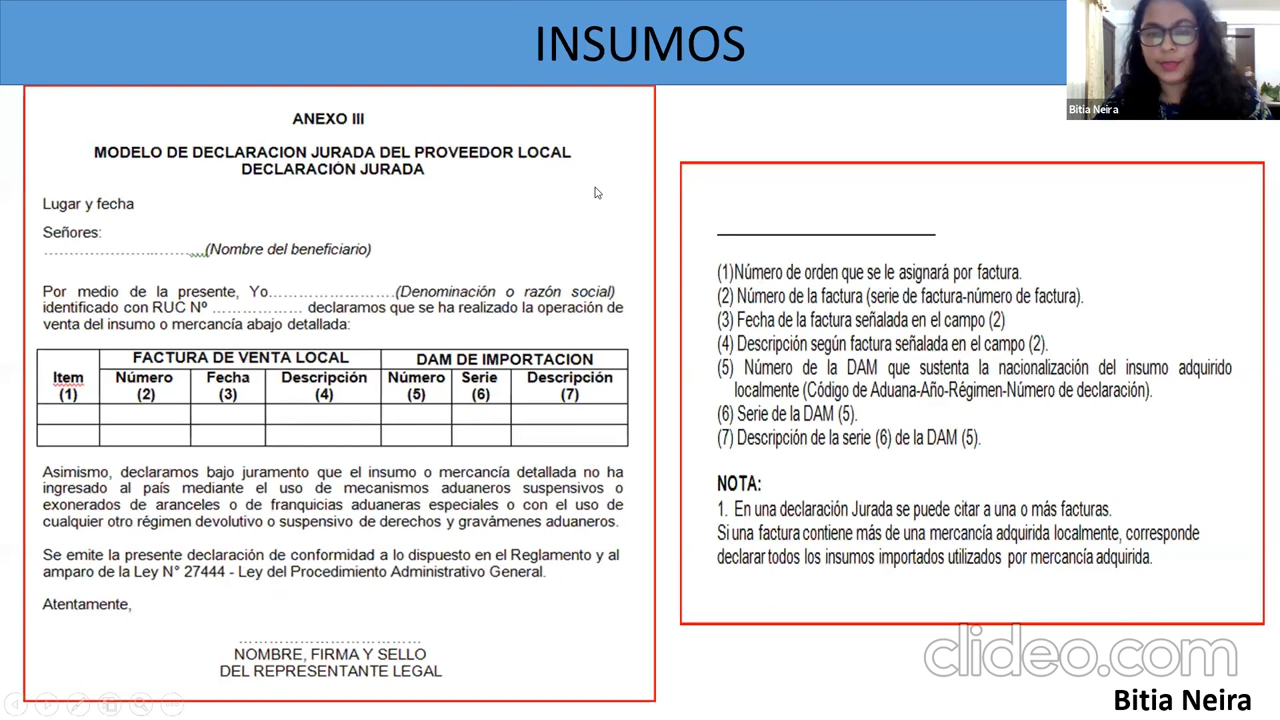 INSUMOS
Bitia Neira
ANEXO III
MODELO DE DECLARACION JURADA DEL PROVEEDOR LOCAL
DECLARACIÓN JURADA
Lugar y fecha
Señores:
.................................(Nombre del beneficiario)
Por medio de la presente, Yo.........................(Denominación o razón social)
identificado con RUC Nº .................. declaramos que se ha realizado la operación de
venta del insumo o mercancía abajo detallada:
FACTURA DE VENTA LOCAL DAM DE IMPORTACION
Item Número Fecha Descripción Número Serie Descripción
(1) (2) (3) (4) (5) (6) (7)
Asimismo, declaramos bajo juramento que el insumo o mercancía detallada no ha
ingresado al país mediante el uso de mecanismos aduaneros suspensivos o
exonerados de aranceles o de franquicias aduaneras especiales o con el uso de
cualquier otro régimen devolutivo o suspensivo de derechos y gravámenes aduaneros.
Se emite la presente declaración de conformidad a lo dispuesto en el Reglamento y al
amparo de la Ley N° 27444 - Ley del Procedimiento Administrativo General.
Atentamente,
......................................
NOMBRE, FIRMA Y SELLO
DEL REPRESENTANTE LEGAL
(1)Número de orden que se le asignará por factura.
(2) Número de la factura (serie de factura-número de factura).
(3) Fecha de la factura señalada en el campo (2)
(4) Descripción según factura señalada en el campo (2).
(5) Número de la DAM que sustenta la nacionalización del insumo adquirido
localmente (Código de Aduana-Año-Régimen-Número de declaración).
(6) Serie de la DAM (5).
(7) Descripción de la serie (6) de la DAM (5).
NOTA:
1. En una declaración Jurada se puede citar a una o más facturas.
Si una factura contiene más de una mercancía adquirida localmente, corresponde
declarar todos los insumos importados utilizados por mercancía adquirida.
clideo.com
Bitia Neira